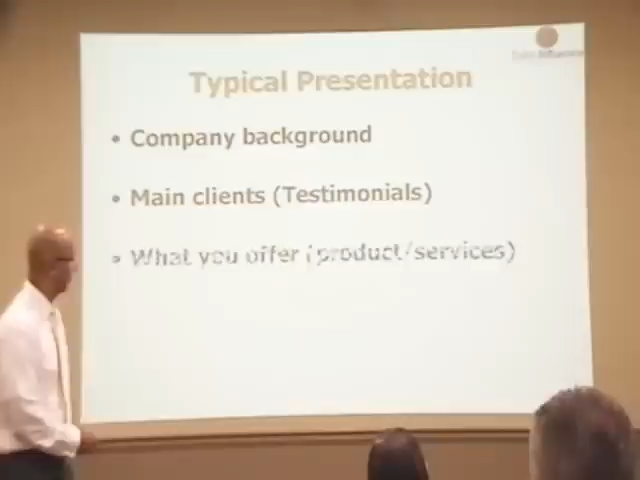 Typical Presentation
• Company background
• Main clients (Testimonials)
• What you offer (product/services)